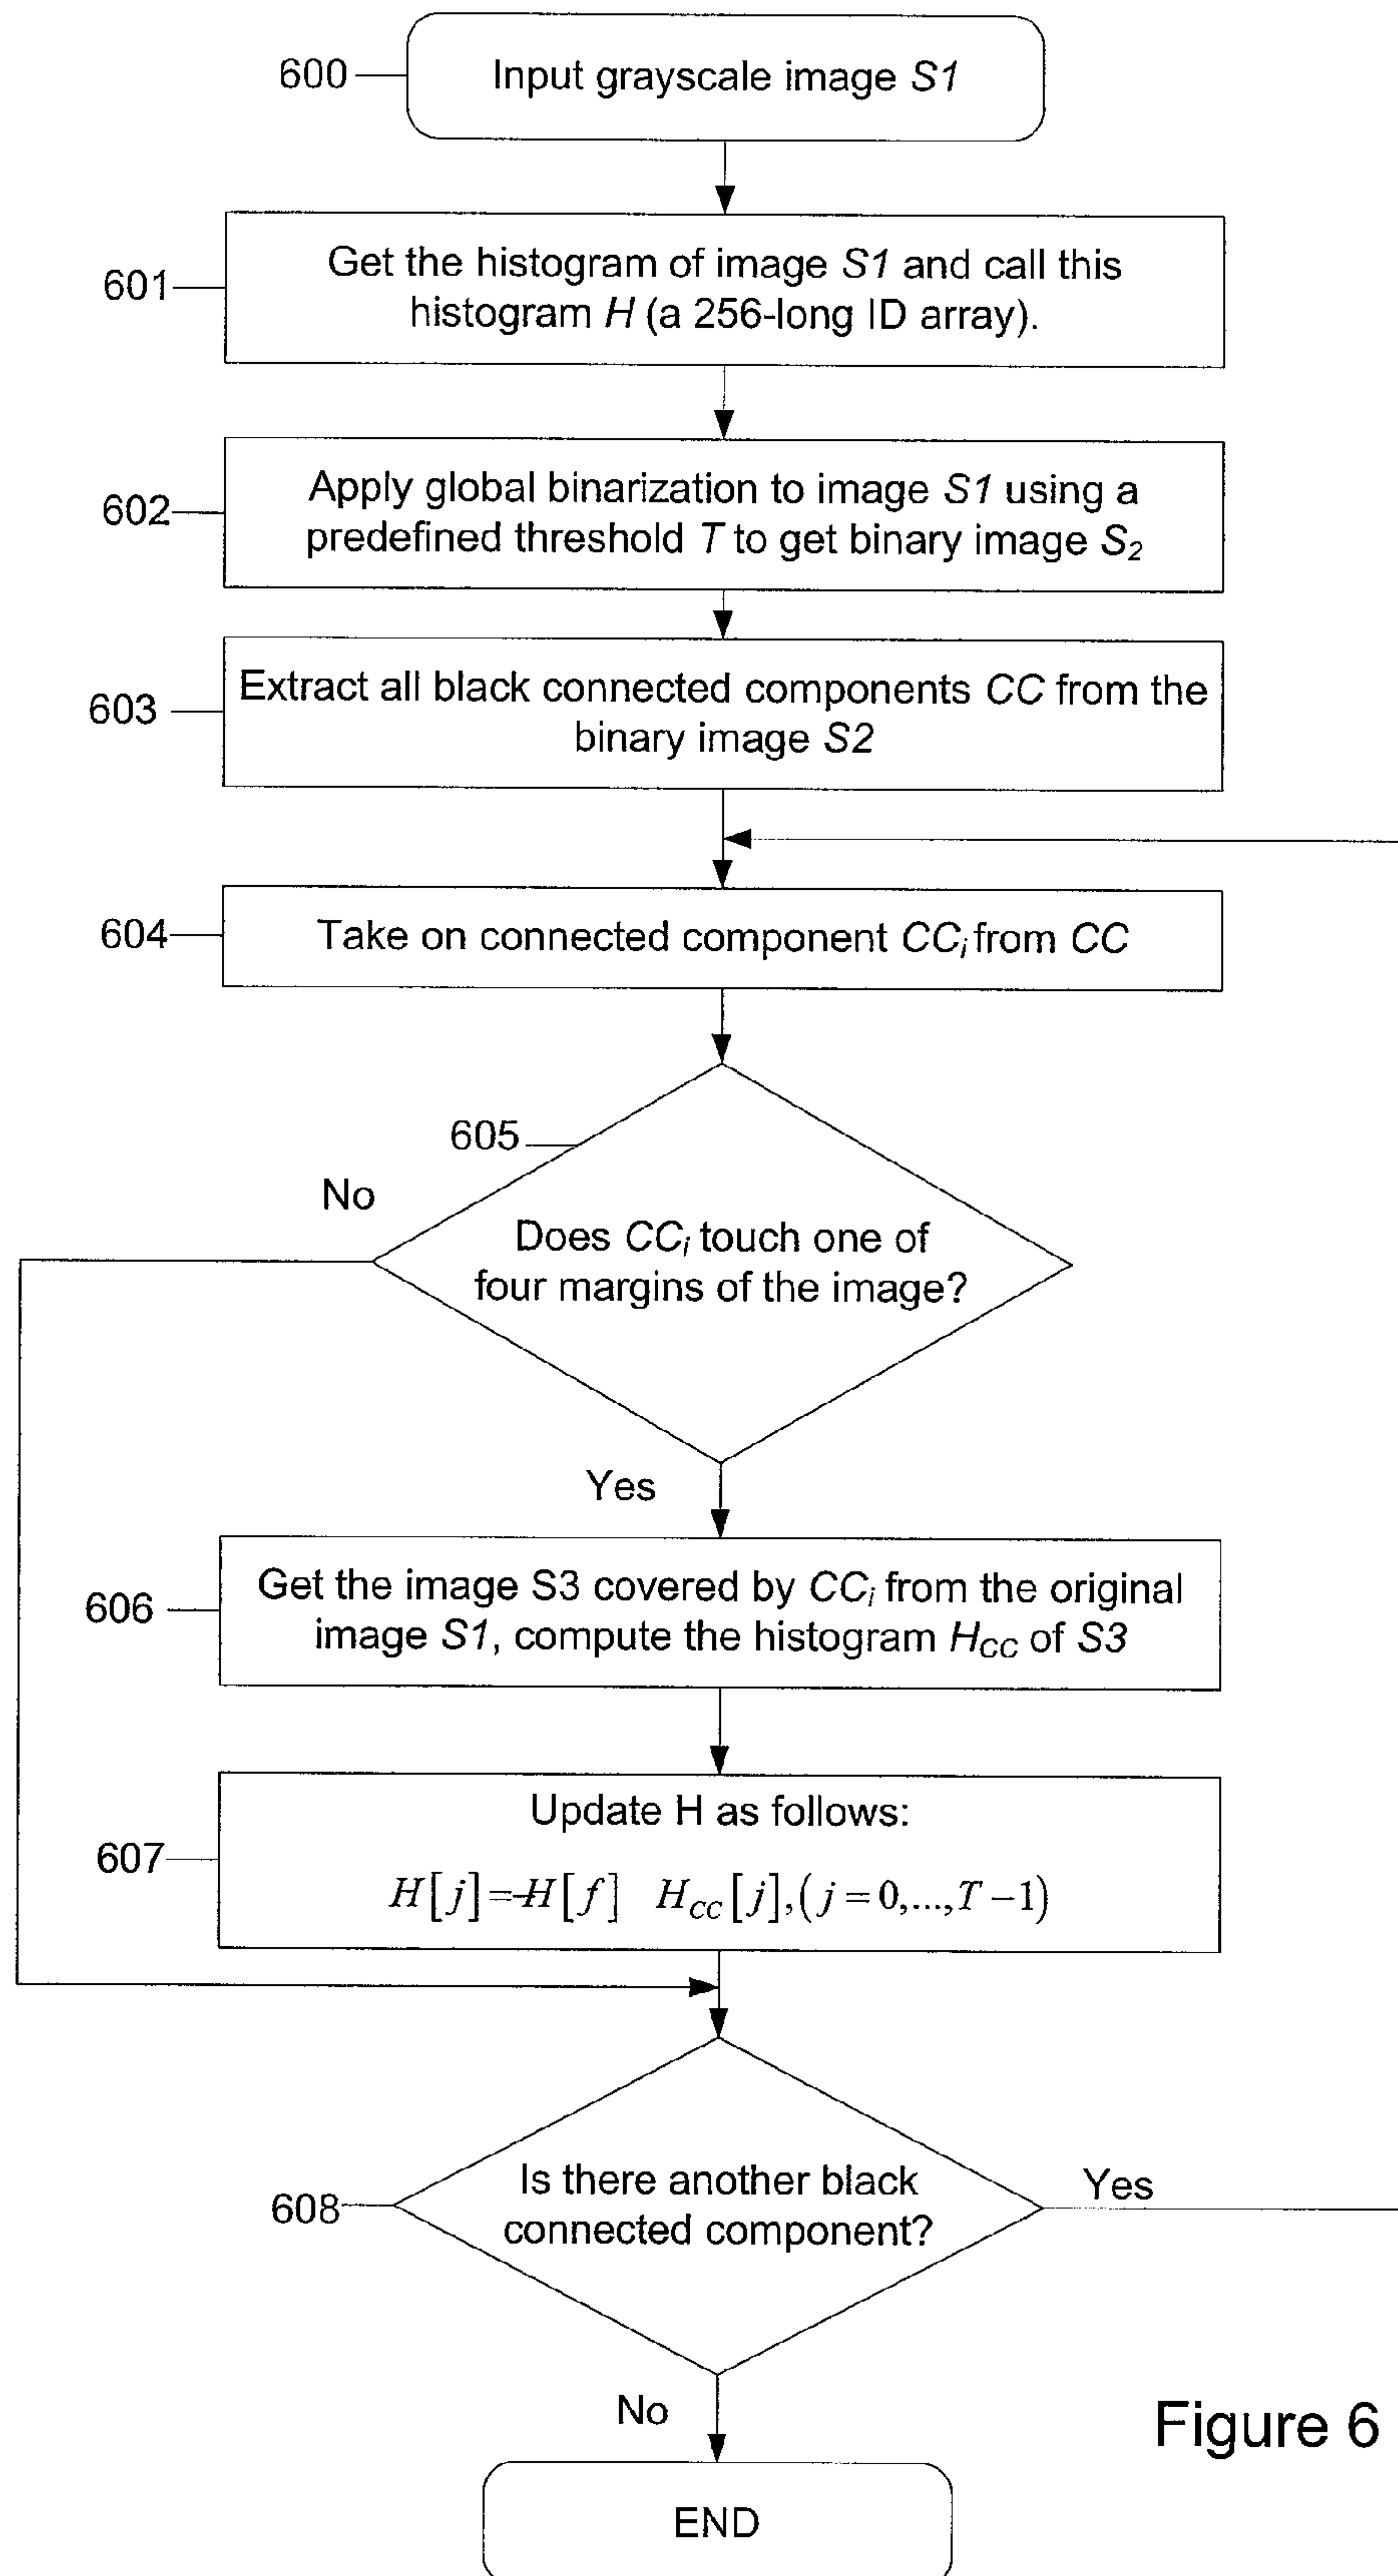 600
Input grayscale image S1
601
Get the histogram of image S1 and call this
histogram H (a 256-long ID array).
602
Apply global binarization to image S1 using a
predefined threshold T to get binary image S2
603
Extract all black connected components CC from the
binary image S2
604
Take on connected component CCi from CC
605
No
Does CCi touch one of
four margins of the image?
Yes
606
Get the image S3 covered by CCi from the original
image S1, compute the histogram HCC of S3
607
Update H as follows:
H[j]=-H[f] Hcc[j],(j=0,...,T-1)
608
Is there another black
connected component?
Yes
No
Figure 6
END